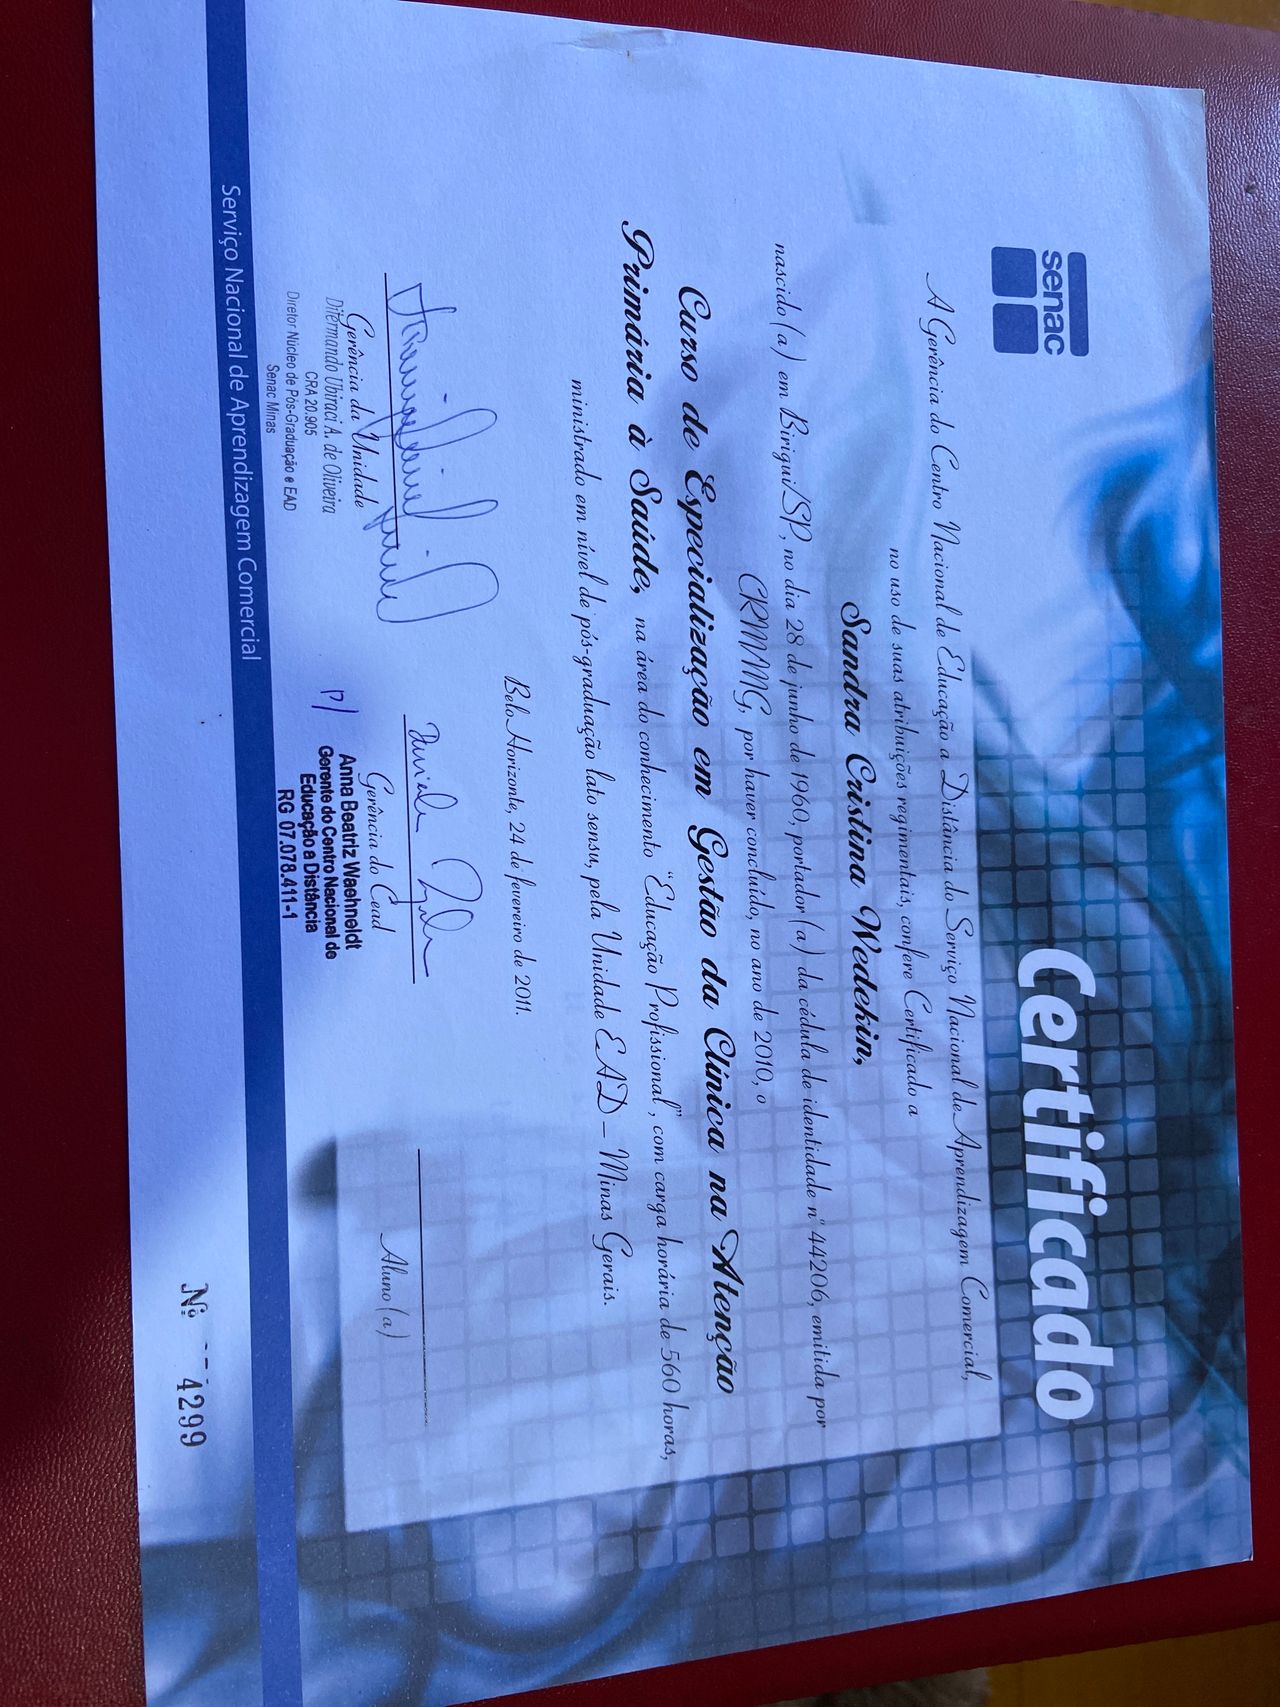 senac
Certificado
A Gerência do Centro Nacional de Educação a Distância do Serviço Nacional de Aprendizagem Comercial,
no uso de suas atribuições regimentais, confere Certificado a
Sandra Cristina Wedekin,
nascido (a) em Birigui/SP, no dia 28 de junho de 1960, portador (a) da cédula de identidade nº 44206, emitida por
CRMMG, por haver concluído, no ano de 2010, o
Curso de Especialização em Gestão da Clínica na Atenção
Primária à Saúde, na área do conhecimento "Educação Profissional", com carga horária de 560 horas,
ministrado em nível de pós-graduação lato sensu, pela Unidade EAD – Minas Gerais.
Belo Horizonte, 24 de fevereiro de 2011.
Gerência da Unidade
Ditermando Ubiraci A. de Oliveira
CRA 20.905
Diretor Núcleo de Pós-Graduação e EAD
Senac Minas
Gerência do Cead
p/ Anna Beatriz Waehneldt
Gerente do Centro Nacional de
Educação a Distância
RG 07.078.411-1
Aluno (a)
Serviço Nacional de Aprendizagem Comercial
Nº -- 4299